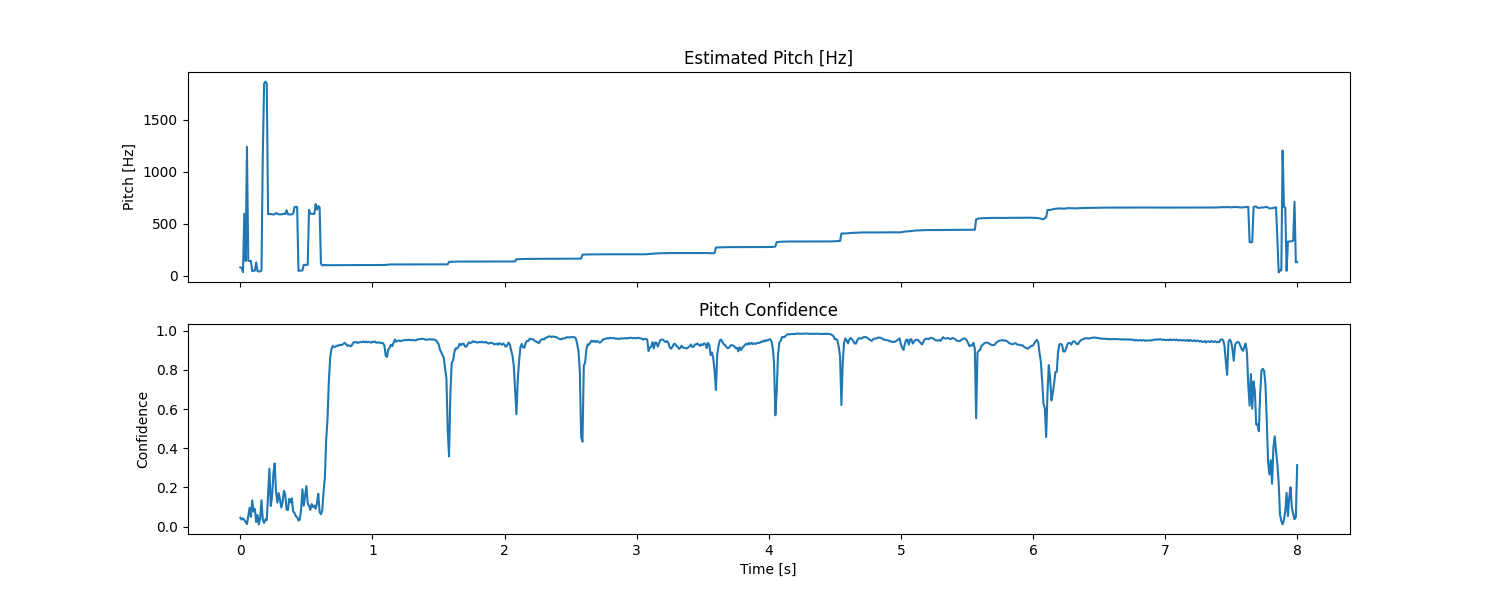 Estimated Pitch [Hz]
Pitch [Hz]
1500
1000
500
0
Pitch Confidence
Confidence
1.0
0.8
0.6
0.4
0.2
0.0
0 1 2 3 4 5 6 7 8
Time [s]